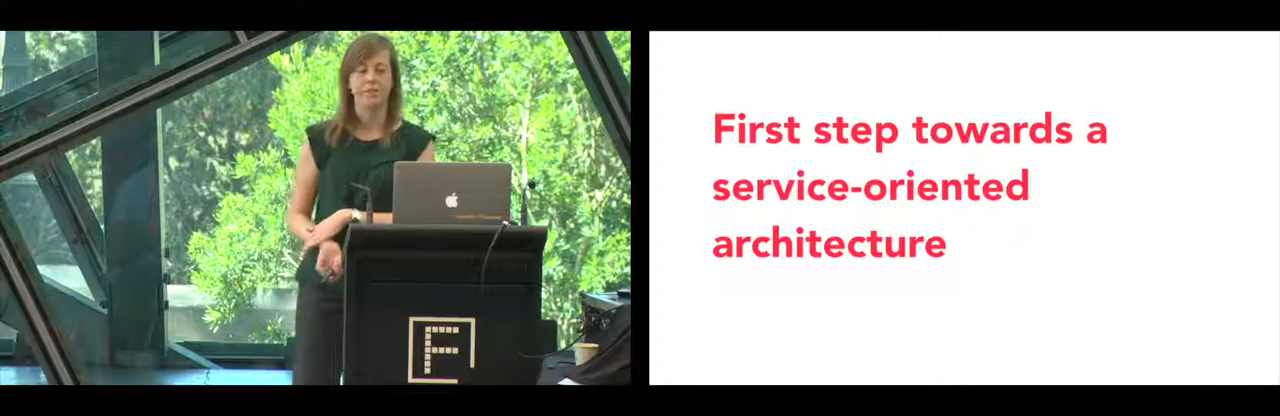 First step towards a
service-oriented
architecture
F